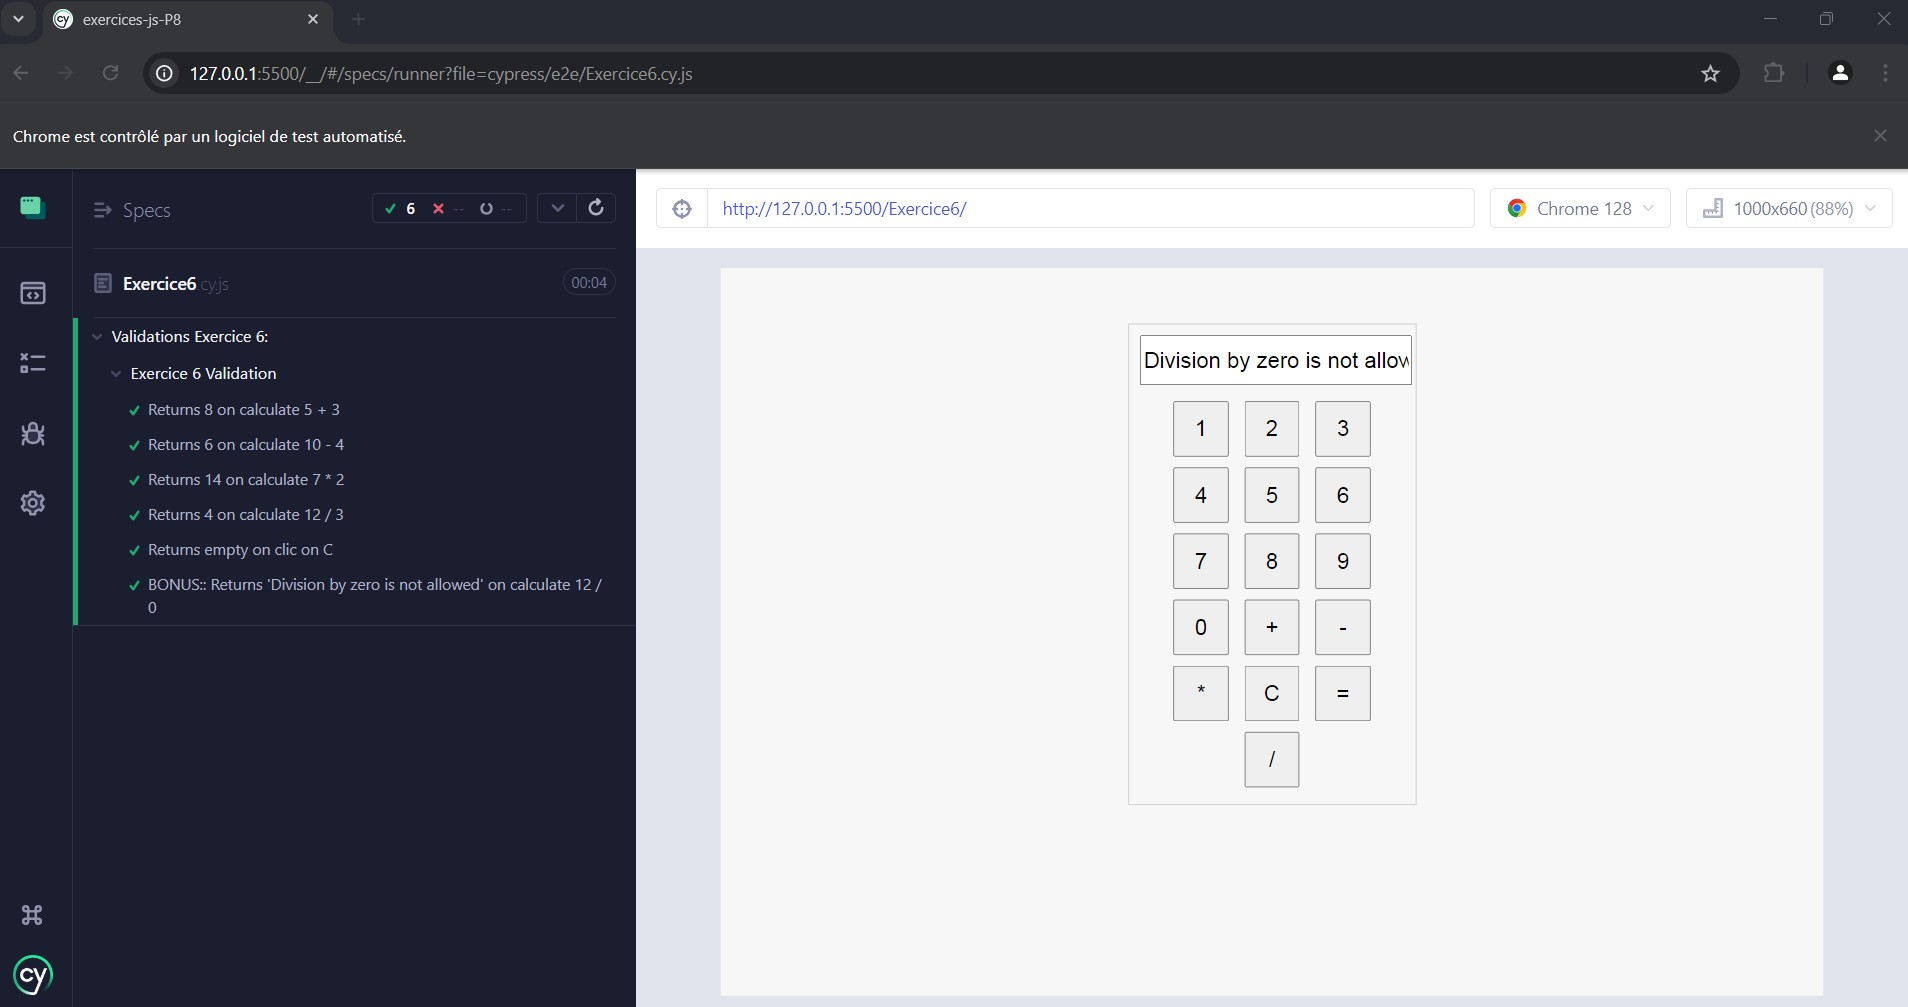 exercices-js-P8
127.0.0.1:5500/__/#/specs/runner?file=cypress/e2e/Exercice6.cy.js
Chrome est contrôlé par un logiciel de test automatisé.
Specs
6 -- --
http://127.0.0.1:5500/Exercice6/
Chrome 128
1000x660 (88%)
Exercice6.cy.js
00:04
Validations Exercice 6:
Exercice 6 Validation
Returns 8 on calculate 5 + 3
Returns 6 on calculate 10 - 4
Returns 14 on calculate 7 * 2
Returns 4 on calculate 12 / 3
Returns empty on clic on C
BONUS:: Returns 'Division by zero is not allowed' on calculate 12 /
0
Division by zero is not allow
1 2 3
4 5 6
7 8 9
0 + -
* C =
/
cy